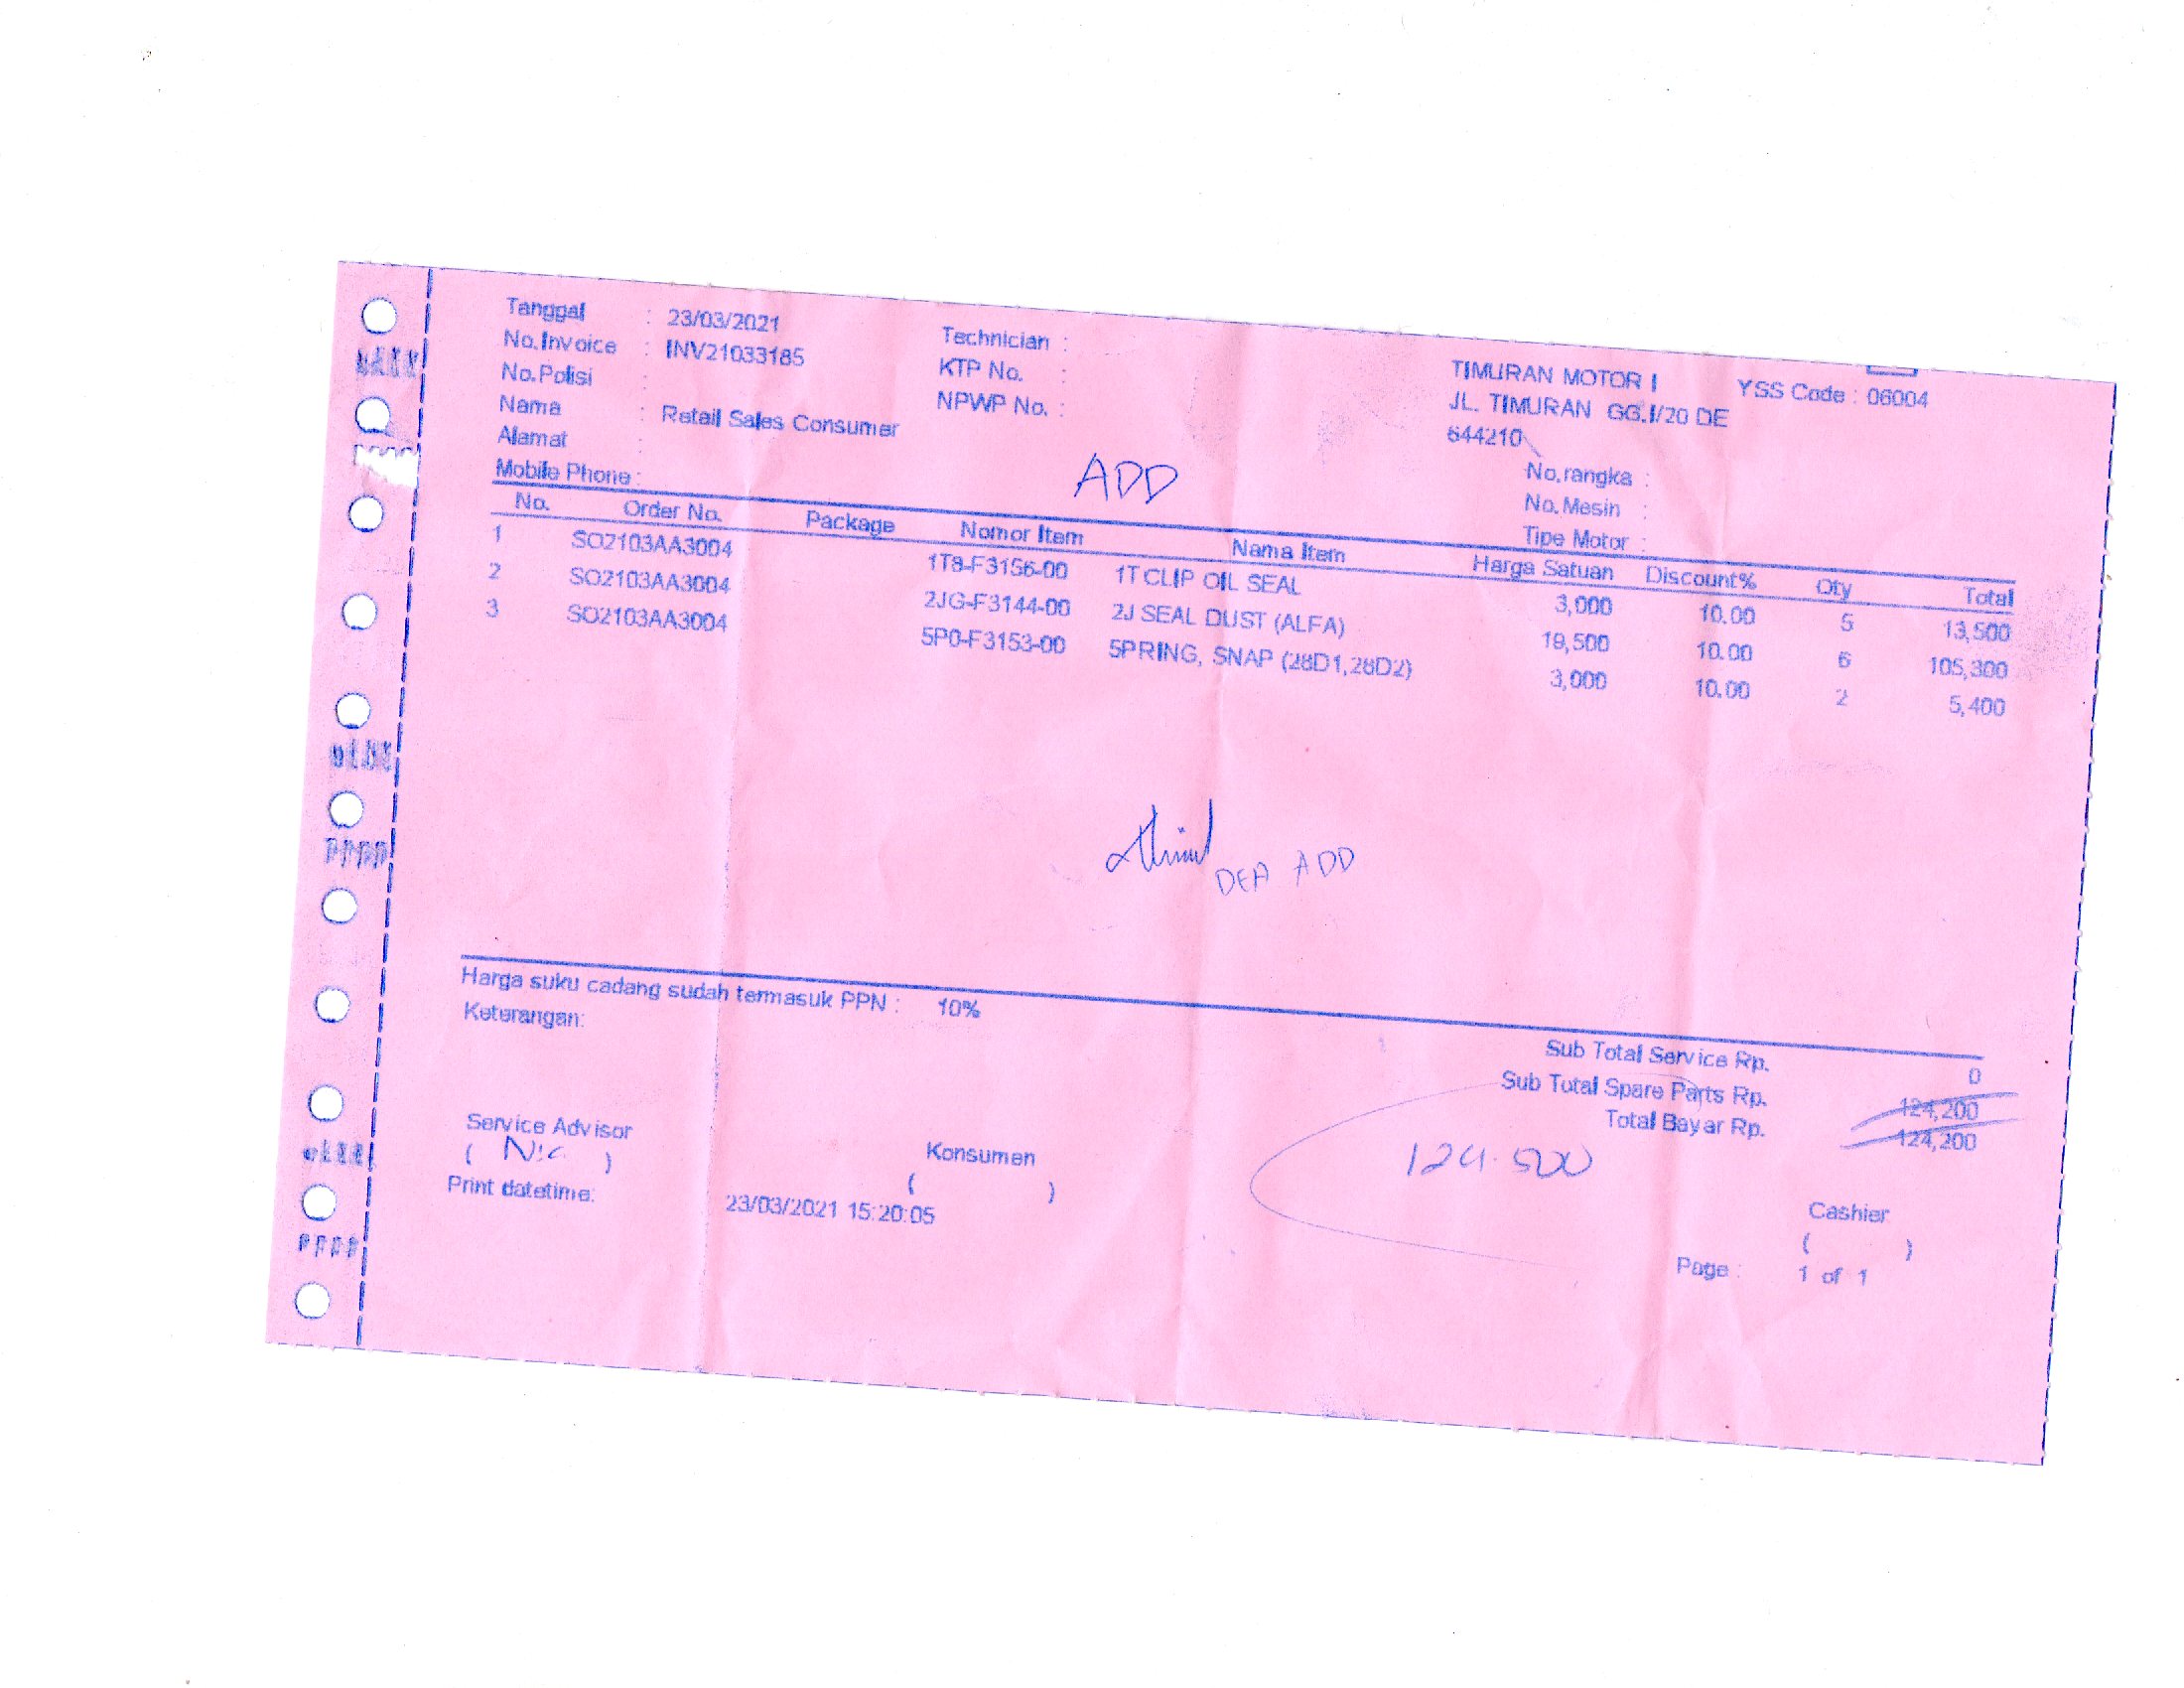 Tanggal : 23/03/2021
No.Invoice : INV21033185
No.Polisi :
Nama : Retail Sales Consumer
Alamat :
Mobile Phone :
Technician :
KTP No. :
NPWP No. :
TIMURAN MOTOR I YSS Code : 06004
JL. TIMURAN GG.I/20 DE
644210
No.rangka :
No.Mesin :
Tipe Motor :
ADD
No. Order No. Package Nomor Item Nama Item Harga Satuan Discount% Qty Total
1 SO2103AA3004 1T8-F3156-00 1T CLIP OIL SEAL 3,000 10.00 5 13,500
2 SO2103AA3004 2JG-F3144-00 2J SEAL DUST (ALFA) 19,500 10.00 6 105,300
3 SO2103AA3004 5P0-F3153-00 5PRING, SNAP (28D1,28D2) 3,000 10.00 2 5,400
DEA ADD
Harga suku cadang sudah termasuk PPN : 10%
Keterangan:
Sub Total Service Rp. 0
Sub Total Spare Parts Rp. 124,200
Total Bayar Rp. 124,200
124.500
Service Advisor
( )
Konsumen
( )
Cashier
( )
Print datetime: 23/03/2021 15:20:05
Page : 1 of 1